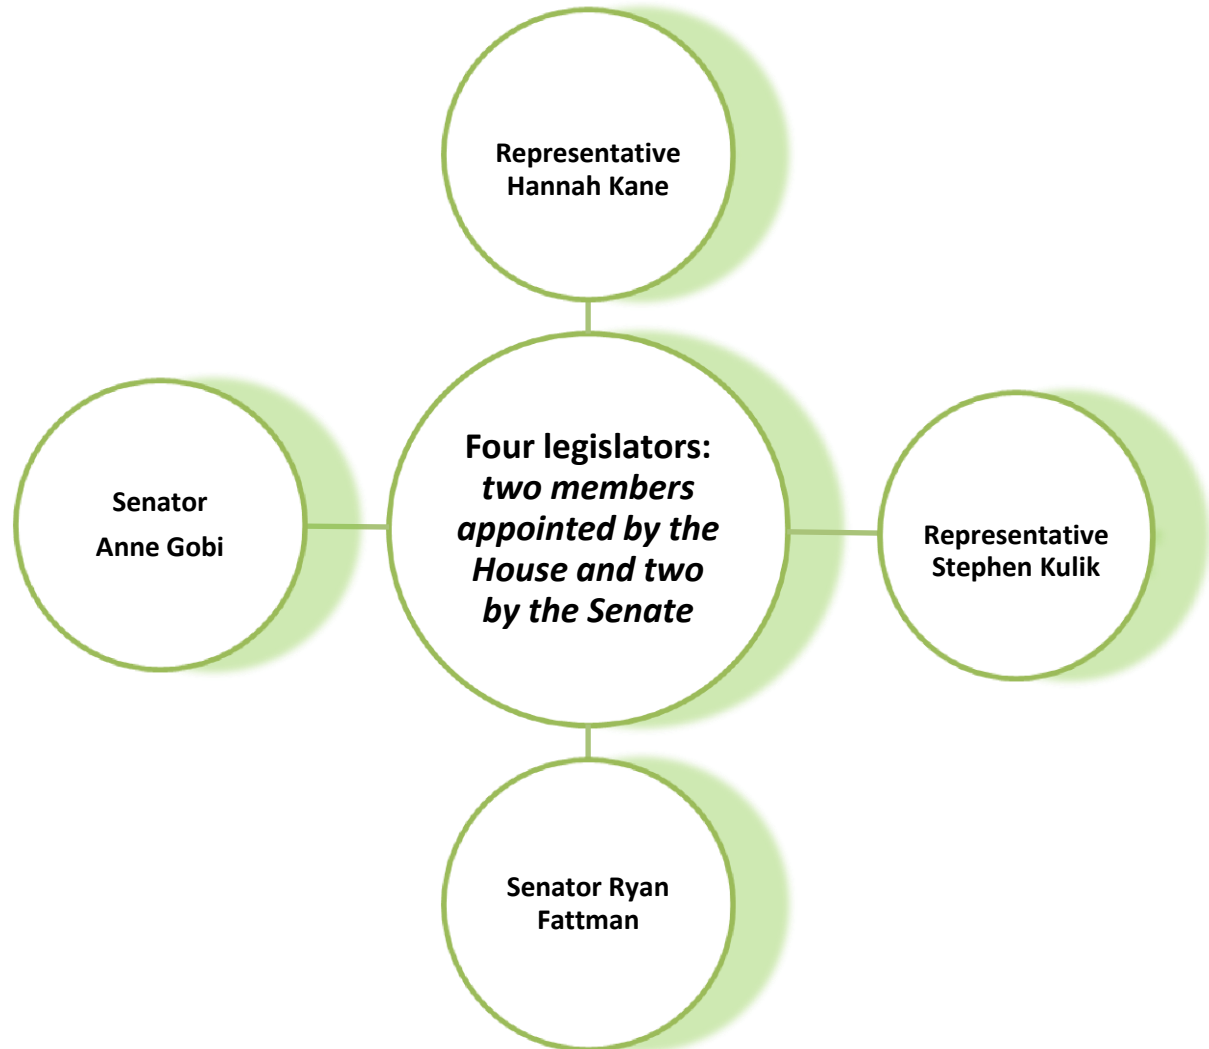 Representative
Hannah Kane
Four legislators:
two members
appointed by the
House and two
by the Senate
Senator
Anne Gobi
Representative
Stephen Kulik
Senator Ryan
Fattman